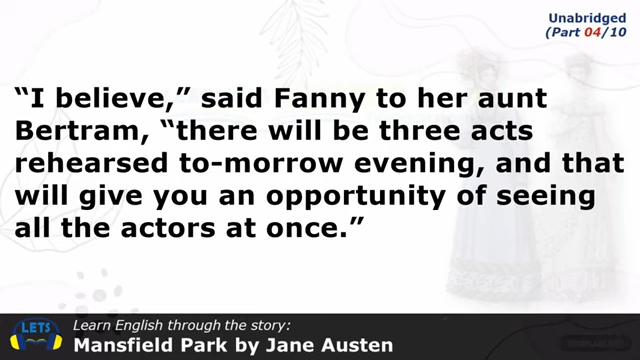 Unabridged
(Part 04/10
“I believe,” said Fanny to her aunt
Bertram, “there will be three acts
rehearsed to-morrow evening, and that
will give you an opportunity of seeing
all the actors at once.”
LETS
Learn English through the story:
Mansfield Park by Jane Austen